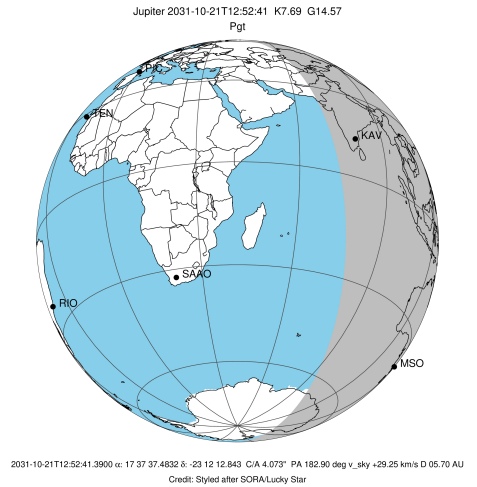 Jupiter 2031-10-21T12:52:41 K7.69 G14.57
Pgt
PIC
TEN
KAV
SAAO
RIO
MSO
2031-10-21T12:52:41.3900 α: 17 37 37.4832 δ: -23 12 12.843 C/A 4.073" PA 182.90 deg v_sky +29.25 km/s D 05.70 AU
Credit: Styled after SORA/Lucky Star